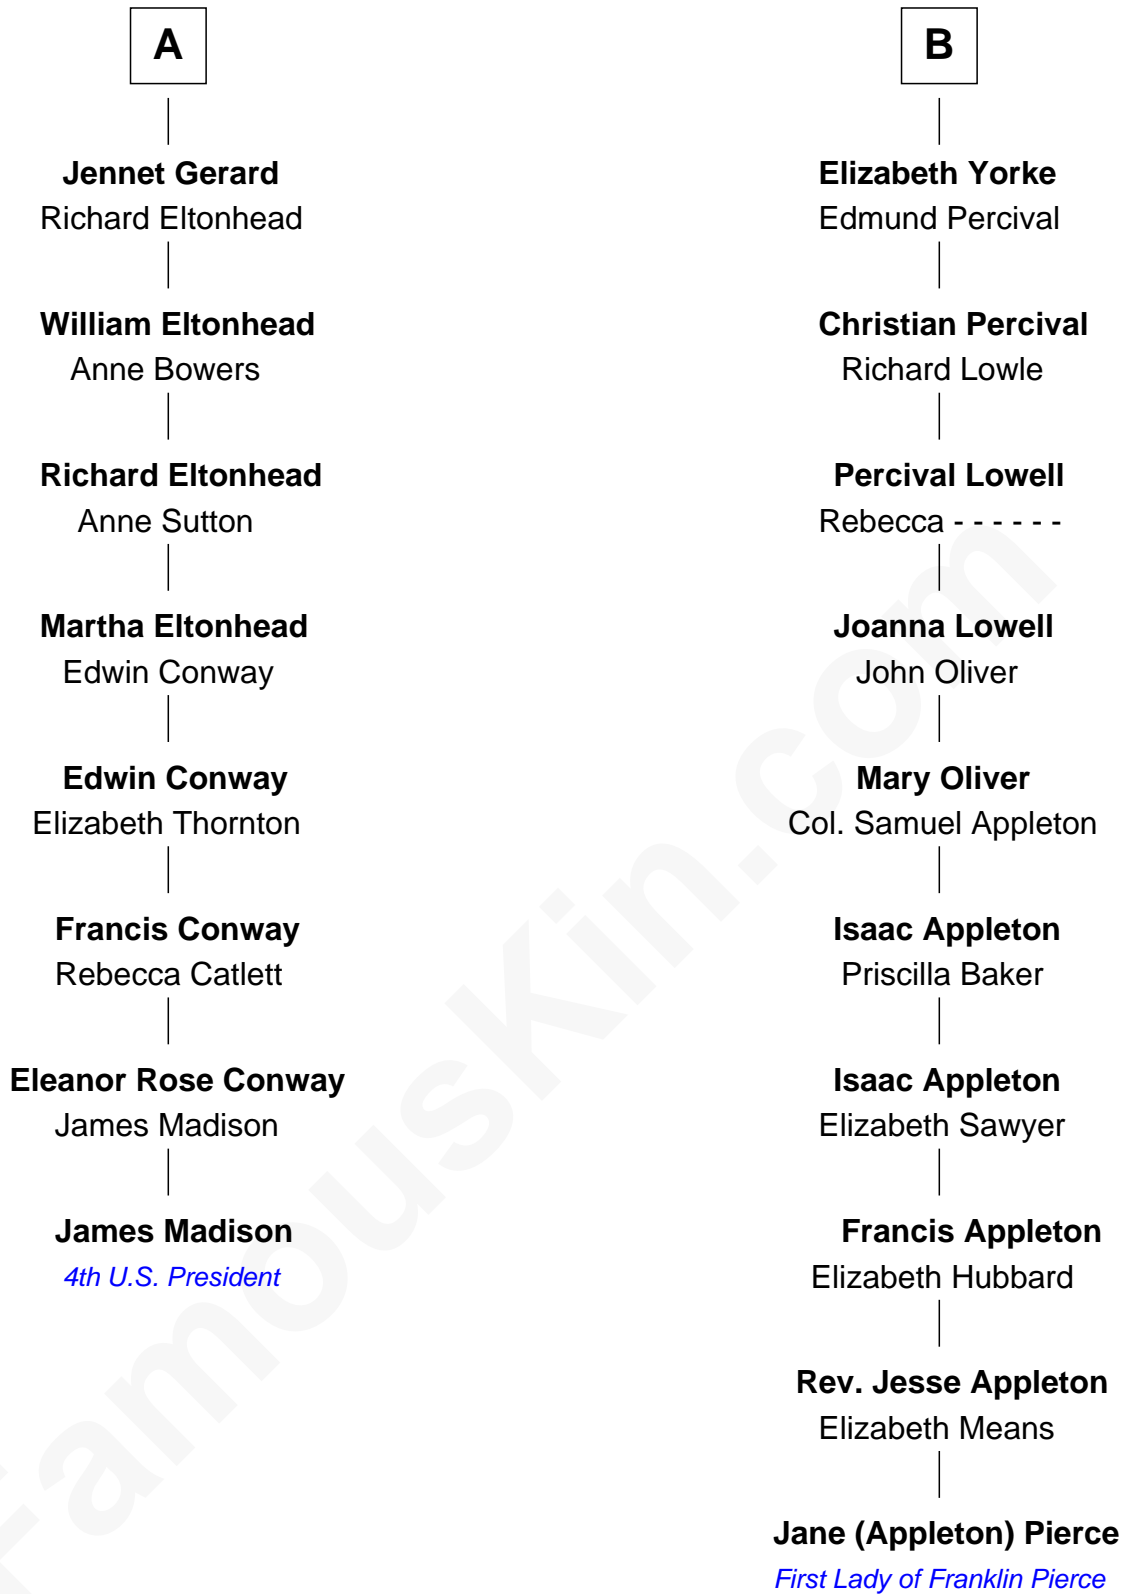 A
Jennet Gerard
Richard Eltonhead
William Eltonhead
Anne Bowers
Richard Eltonhead
Anne Sutton
Martha Eltonhead
Edwin Conway
Edwin Conway
Elizabeth Thornton
Francis Conway
Rebecca Catlett
Eleanor Rose Conway
James Madison
James Madison
4th U.S. President
B
Elizabeth Yorke
Edmund Percival
Christian Percival
Richard Lowle
Percival Lowell
Rebecca - - - - - -
Joanna Lowell
John Oliver
Mary Oliver
Col. Samuel Appleton
Isaac Appleton
Priscilla Baker
Isaac Appleton
Elizabeth Sawyer
Francis Appleton
Elizabeth Hubbard
Rev. Jesse Appleton
Elizabeth Means
Jane (Appleton) Pierce
First Lady of Franklin Pierce
FamousKin.com